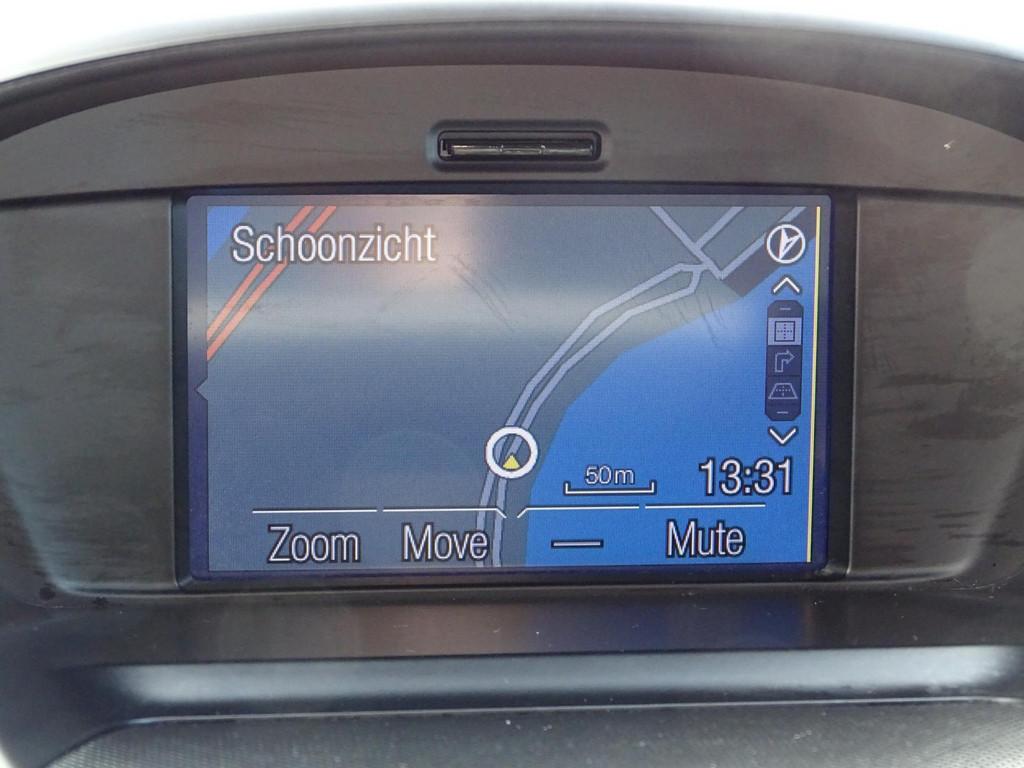 Schoonzicht
50m
13:31
Zoom Move — Mute